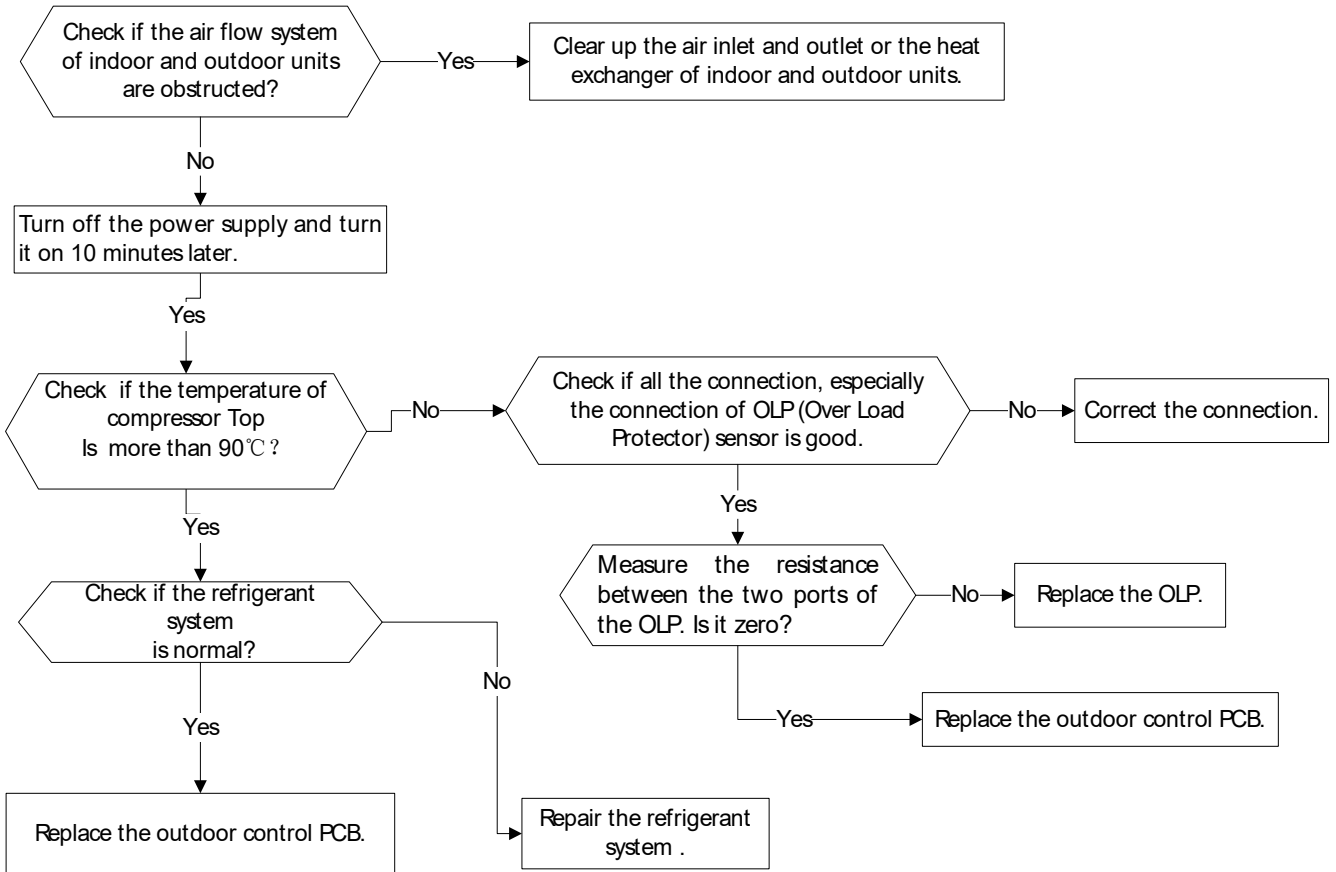 Check if the air flow system
of indoor and outdoor units
are obstructed?
Yes
Clear up the air inlet and outlet or the heat
exchanger of indoor and outdoor units.
No
Turn off the power supply and turn
it on 10 minutes later.
Yes
Check if the temperature of
compressor Top
Is more than 90℃?
No
Check if all the connection, especially
the connection of OLP (Over Load
Protector) sensor is good.
No
Correct the connection.
Yes
Yes
Measure the resistance
between the two ports of
the OLP. Is it zero?
No
Replace the OLP.
Check if the refrigerant
system
is normal?
No
Yes
Yes
Replace the outdoor control PCB.
Replace the outdoor control PCB.
Repair the refrigerant
system .